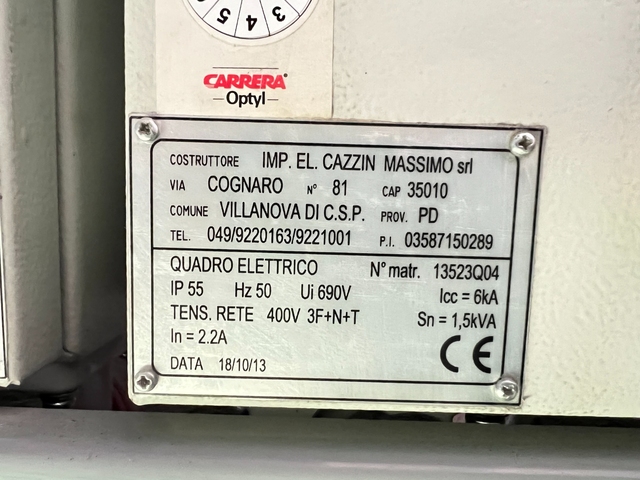 6 5 4 3
CARRERA®
Optyl
COSTRUTTORE IMP. EL. CAZZIN MASSIMO srl
VIA COGNARO N° 81 CAP 35010
COMUNE VILLANOVA DI C.S.P. PROV. PD
TEL. 049/9220163/9221001 P.I. 03587150289
QUADRO ELETTRICO N° matr. 13523Q04
IP 55 Hz 50 Ui 690V Icc = 6kA
TENS. RETE 400V 3F+N+T Sn = 1,5kVA
In = 2.2A
DATA 18/10/13 CE